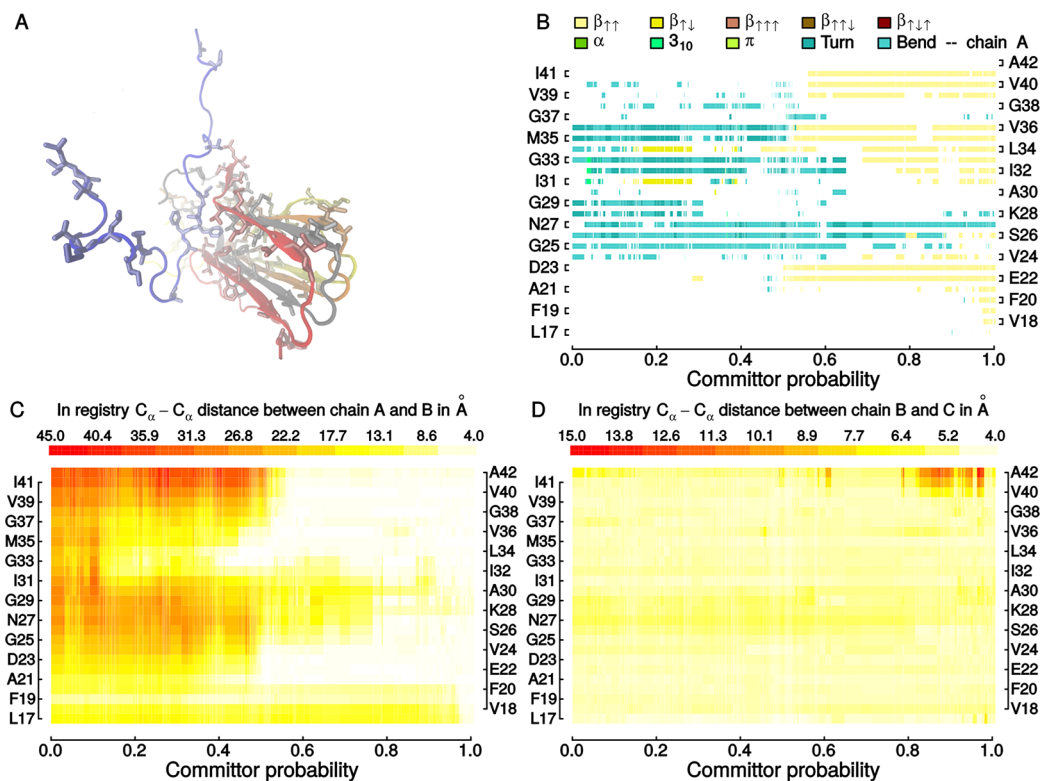 A
B
β↑↑ β↑↓ β↑↑↑ β↑↑↓ β↑↓↑
α 3₁₀ π Turn Bend -- chain A
A42
I41
V40
V39
G38
G37
V36
M35
L34
G33
I32
I31
A30
G29
K28
N27
S26
G25
V24
D23
E22
A21
F20
F19
V18
L17
0.0 0.2 0.4 0.6 0.8 1.0
Committor probability
C
In registry Cα – Cα distance between chain A and B in Å
45.0 40.4 35.9 31.3 26.8 22.2 17.7 13.1 8.6 4.0
A42
I41
V40
V39
G38
G37
V36
M35
L34
G33
I32
I31
A30
G29
K28
N27
S26
G25
V24
D23
E22
A21
F20
F19
V18
L17
0.0 0.2 0.4 0.6 0.8 1.0
Committor probability
D
In registry Cα – Cα distance between chain B and C in Å
15.0 13.8 12.6 11.3 10.1 8.9 7.7 6.4 5.2 4.0
A42
I41
V40
V39
G38
G37
V36
M35
L34
G33
I32
I31
A30
G29
K28
N27
S26
G25
V24
D23
E22
A21
F20
F19
V18
L17
0.0 0.2 0.4 0.6 0.8 1.0
Committor probability